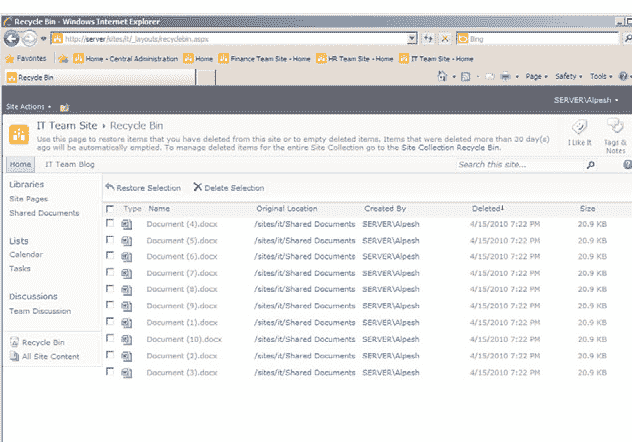 Recycle Bin - Windows Internet Explorer
http://server/sites/it/_layouts/recyclebin.aspx
Bing
Favorites Home - Central Administration Home Finance Team Site - Home HR Team Site - Home IT Team Site - Home
Recycle Bin
Page Safety Tools
SERVER\Alpesh
Site Actions
IT Team Site Recycle Bin
Use this page to restore items that you have deleted from this site or to empty deleted items. Items that were deleted more than 30 day(s)
ago will be automatically emptied. To manage deleted items for the entire Site Collection go to the Site Collection Recycle Bin.
I Like It
Tags &
Notes
Home IT Team Blog
Search this site...
Libraries
Site Pages
Shared Documents
Lists
Calendar
Tasks
Discussions
Team Discussion
Recycle Bin
All Site Content
Restore Selection Delete Selection
Type Name Original Location Created By Deleted Size
Document (4).docx /sites/it/Shared Documents SERVER\Alpesh 4/15/2010 7:22 PM 20.9 KB
Document (5).docx /sites/it/Shared Documents SERVER\Alpesh 4/15/2010 7:22 PM 20.9 KB
Document (6).docx /sites/it/Shared Documents SERVER\Alpesh 4/15/2010 7:22 PM 20.9 KB
Document (7).docx /sites/it/Shared Documents SERVER\Alpesh 4/15/2010 7:22 PM 20.9 KB
Document (8).docx /sites/it/Shared Documents SERVER\Alpesh 4/15/2010 7:22 PM 20.9 KB
Document (9).docx /sites/it/Shared Documents SERVER\Alpesh 4/15/2010 7:22 PM 20.9 KB
Document (1).docx /sites/it/Shared Documents SERVER\Alpesh 4/15/2010 7:22 PM 20.9 KB
Document (10).docx /sites/it/Shared Documents SERVER\Alpesh 4/15/2010 7:22 PM 20.9 KB
Document (2).docx /sites/it/Shared Documents SERVER\Alpesh 4/15/2010 7:22 PM 20.9 KB
Document (3).docx /sites/it/Shared Documents SERVER\Alpesh 4/15/2010 7:22 PM 20.9 KB